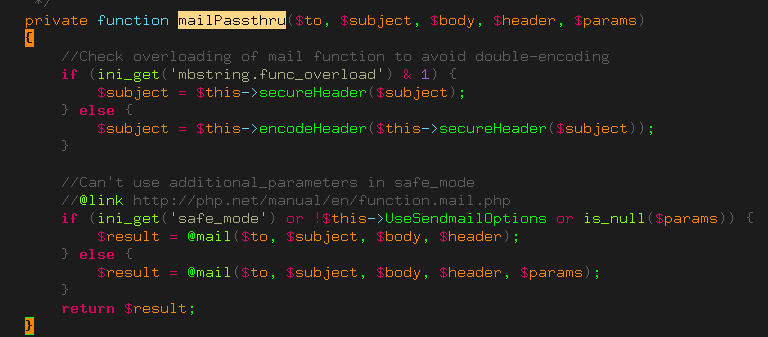 */
private function mailPassthru($to, $subject, $body, $header, $params)
{
//Check overloading of mail function to avoid double-encoding
if (ini_get('mbstring.func_overload') & 1) {
$subject = $this->secureHeader($subject);
} else {
$subject = $this->encodeHeader($this->secureHeader($subject));
}
//Can't use additional_parameters in safe_mode
//@link http://php.net/manual/en/function.mail.php
if (ini_get('safe_mode') or !$this->UseSendmailOptions or is_null($params)) {
$result = @mail($to, $subject, $body, $header);
} else {
$result = @mail($to, $subject, $body, $header, $params);
}
return $result;
}